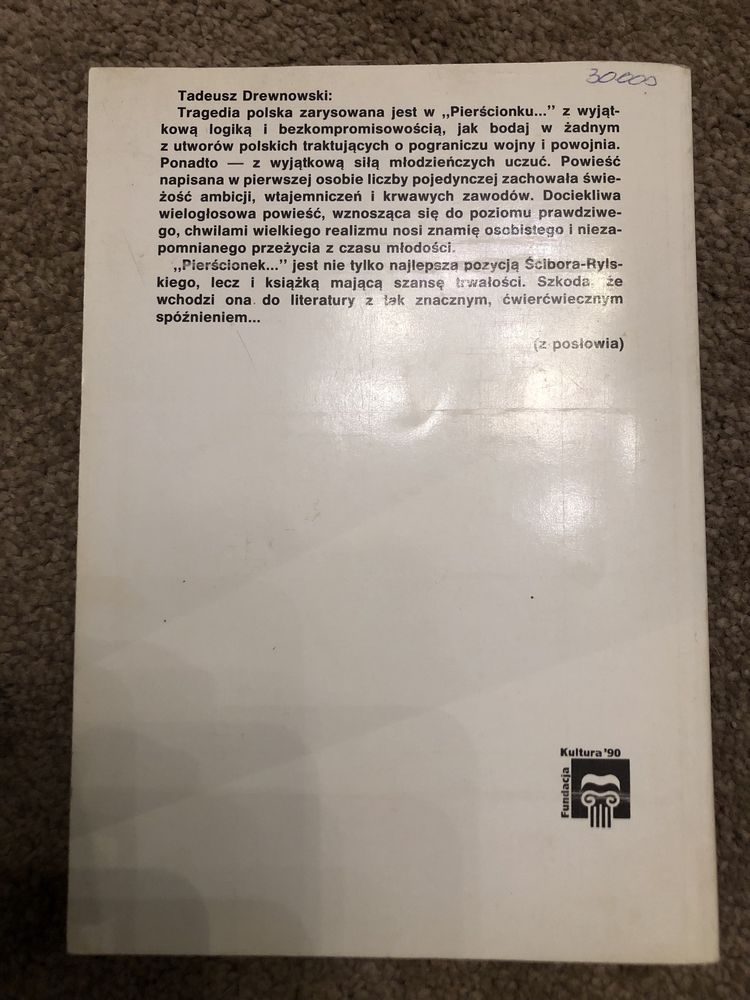 30000
Tadeusz Drewnowski:
Tragedia polska zarysowana jest w „Pierścionku..." z wyjąt-
kową logiką i bezkompromisowością, jak bodaj w żadnym
z utworów polskich traktujących o pograniczu wojny i powojnia.
Ponadto — z wyjątkową siłą młodzieńczych uczuć. Powieść
napisana w pierwszej osobie liczby pojedynczej zachowała świe-
żość ambicji, wtajemniczeń i krwawych zawodów. Dociekliwa
wielogłosowa powieść, wznosząca się do poziomu prawdziwe-
go, chwilami wielkiego realizmu nosi znamię osobistego i nieza-
pomnianego przeżycia z czasu młodości.
„Pierścionek..." jest nie tylko najlepszą pozycją Ścibora-Ryls-
kiego, lecz i książką mającą szansę trwałości. Szkoda, że
wchodzi ona do literatury z tak znacznym, ćwierćwiecznym
spóźnieniem...
(z posłowia)
Kultura '90
Fundacja